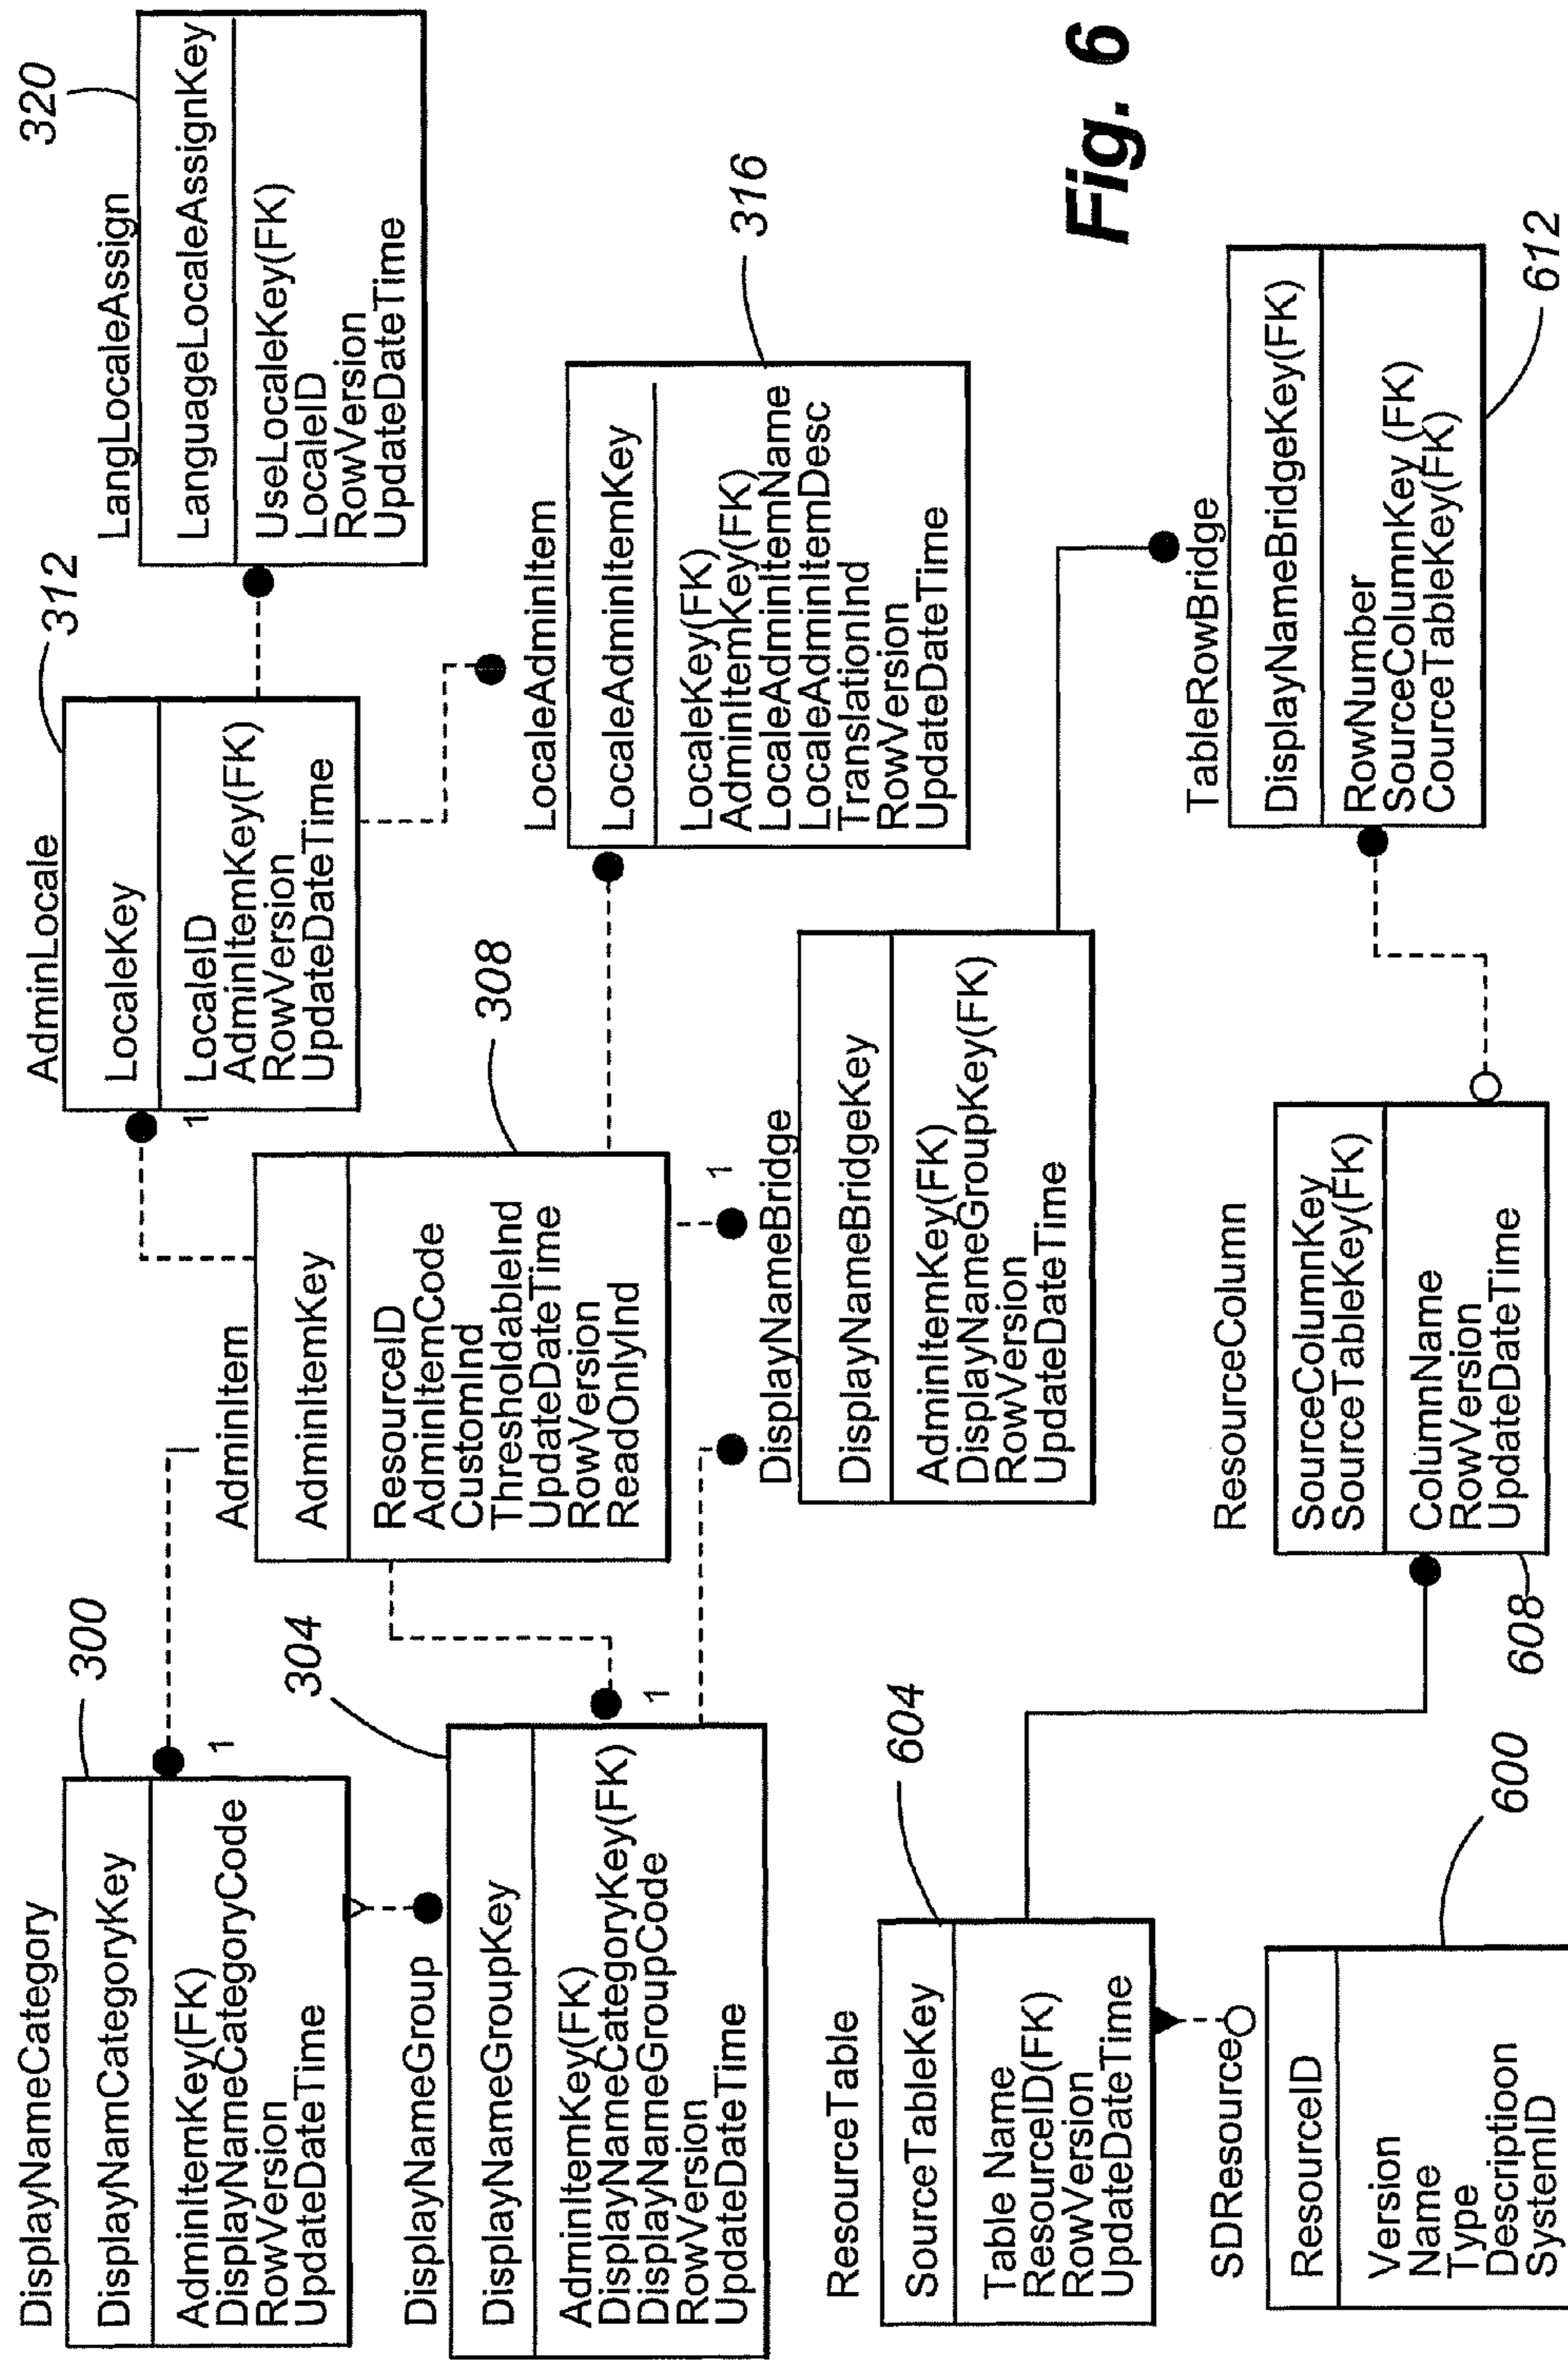 DisplayNameCategory
300
DisplayNamCategoryKey
AdminItemKey(FK)
DisplayNameCategoryCode
RowVersion
UpdateDateTime
1
DisplayNameGroup
304
DisplayNameGroupKey
AdminItemKey(FK)
DisplayNameCategoryKey(FK)
DisplayNameGroupCode
RowVersion
UpdateDateTime
1
AdminItem
308
AdminItemKey
ResourceID
AdminItemCode
CustomInd
ThresholdableInd
UpdateDateTime
RowVersion
ReadOnlyInd
AdminLocale
312
LocaleKey
LocaleID
AdminItemKey(FK)
RowVersion
UpdateDateTime
1
LangLocaleAssign
320
LanguageLocaleAssignKey
UseLocaleKey(FK)
LocaleID
RowVersion
UpdateDateTime
LocaleAdminItem
316
LocaleAdminItemKey
LocaleKey(FK)
AdminItemKey(FK)
LocaleAdminItemName
LocaleAdminItemDesc
TranslationInd
RowVersion
UpdateDateTime
1
DisplayNameBridge
DisplayNameBridgeKey
AdminItemKey(FK)
DisplayNameGroupKey(FK)
RowVersion
UpdateDateTime
ResourceTable
604
SourceTableKey
Table Name
ResourceID(FK)
RowVersion
UpdateDateTime
SDResource
600
ResourceID
Version
Name
Type
Descriptioon
SystemID
ResourceColumn
608
SourceColumnKey
SourceTableKey(FK)
ColumnName
RowVersion
UpdateDateTime
TableRowBridge
612
DisplayNameBridgeKey(FK)
RowNumber
SourceColumnKey (FK)
CourceTableKey(FK)
Fig. 6